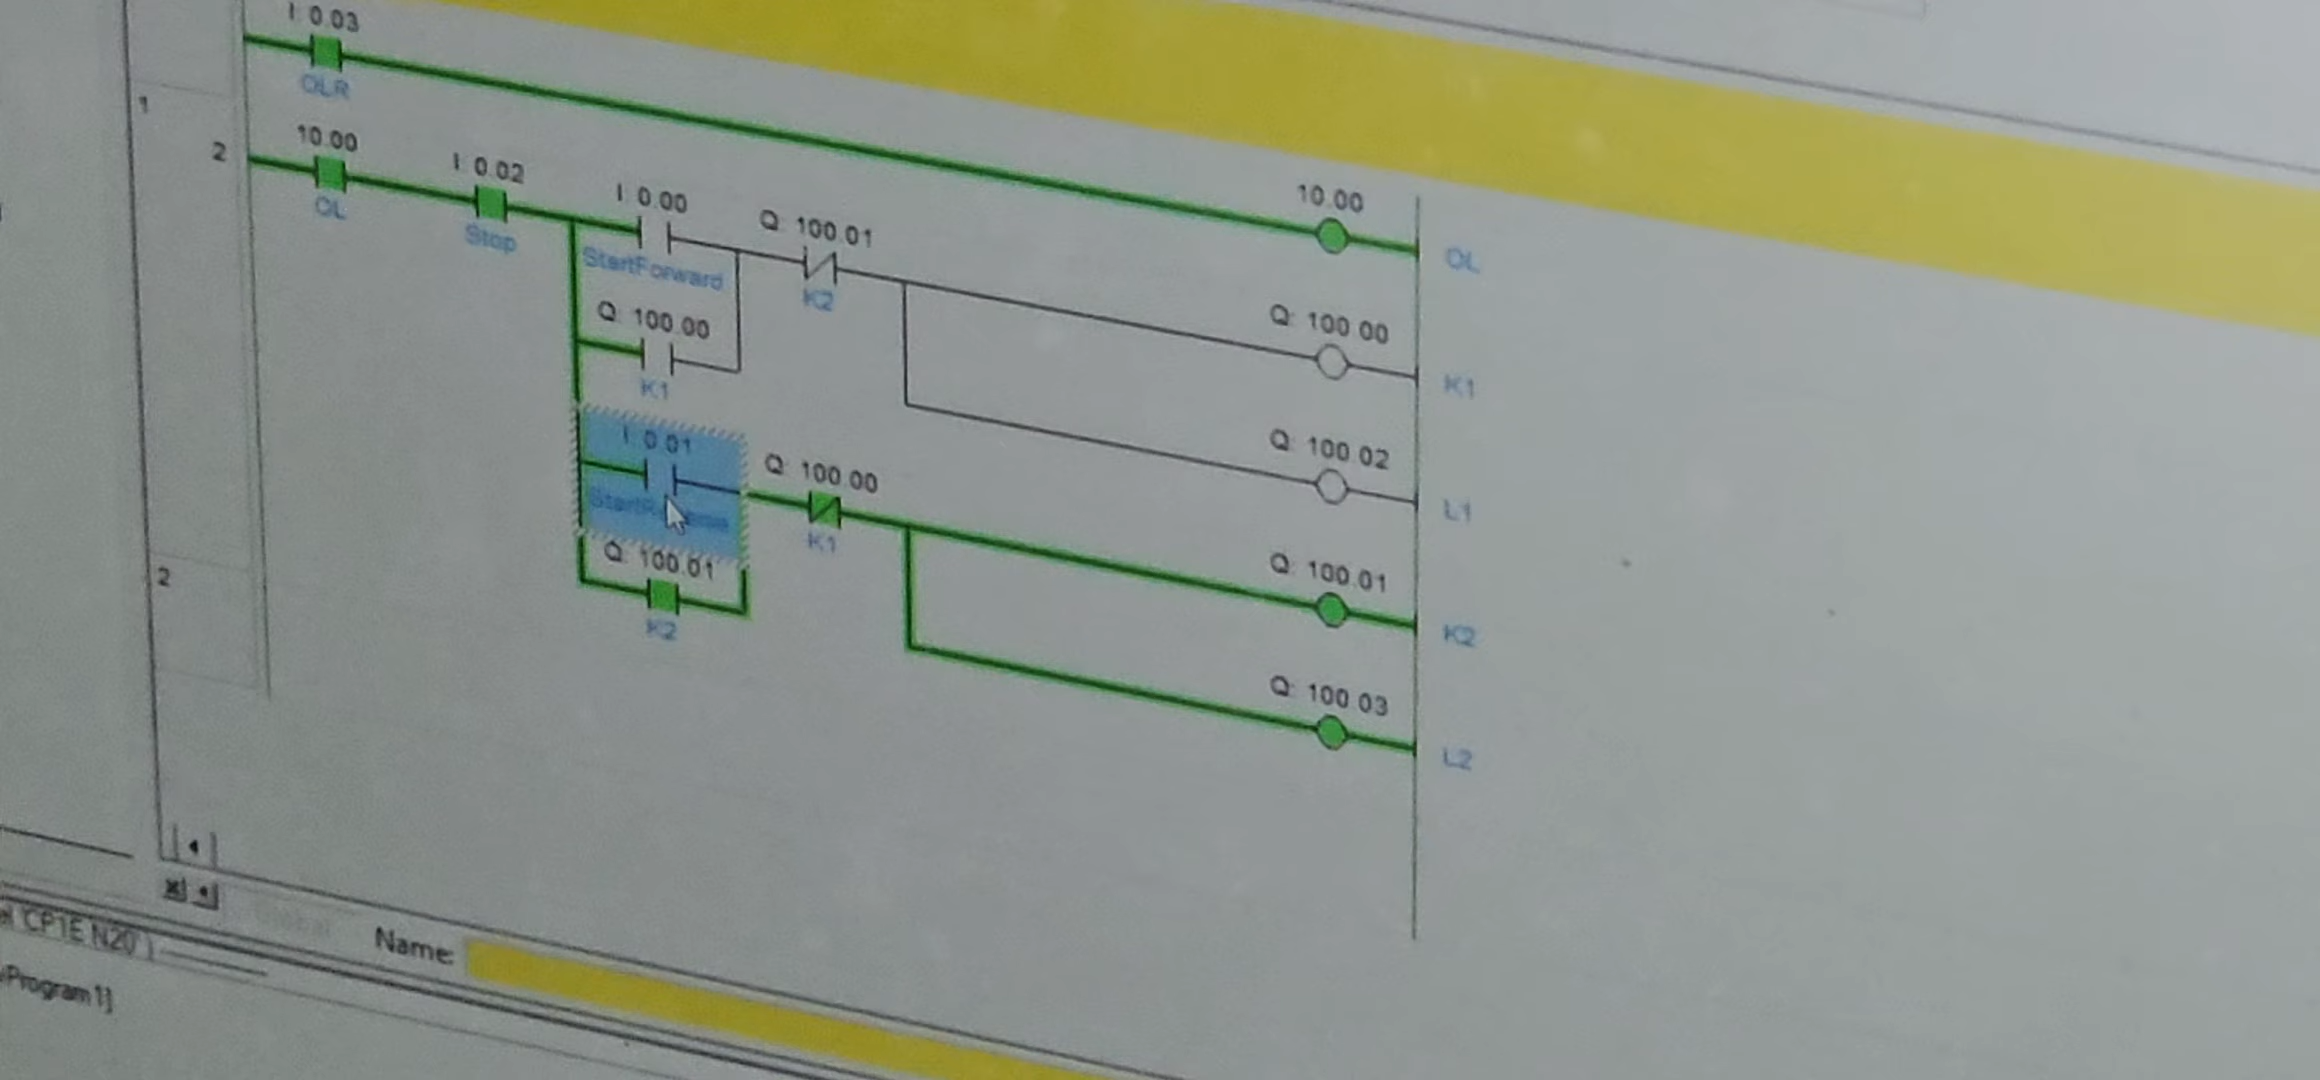 I: 0.03
OLR
1
2
10.00
OL
I: 0.02
Stop
I: 0.00
StartForward
Q: 100.01
K2
10.00
OL
Q: 100.00
K1
Q: 100.00
K1
Q: 100.02
L1
I: 0.01
Q: 100.00
K1
Q: 100.01
K2
2
Q: 100.01
K2
Q: 100.03
L2
Name:
CP1E N20
Program1]